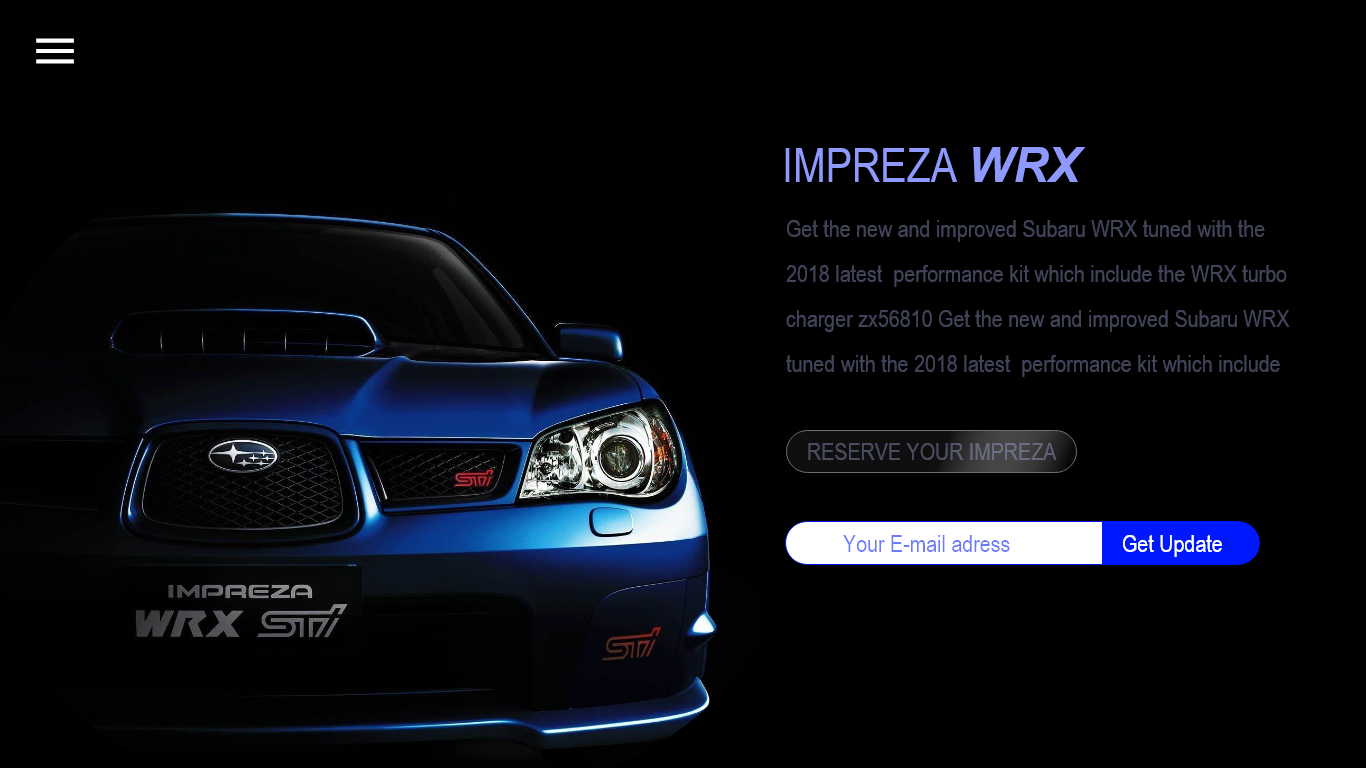 IMPREZA WRX
Get the new and improved Subaru WRX tuned with the
2018 latest  performance kit which include the WRX turbo
charger zx56810 Get the new and improved Subaru WRX
tuned with the 2018 latest  performance kit which include
RESERVE YOUR IMPREZA
Your E-mail adress
Get Update
STI
IMPREZA
WRX STI
STI